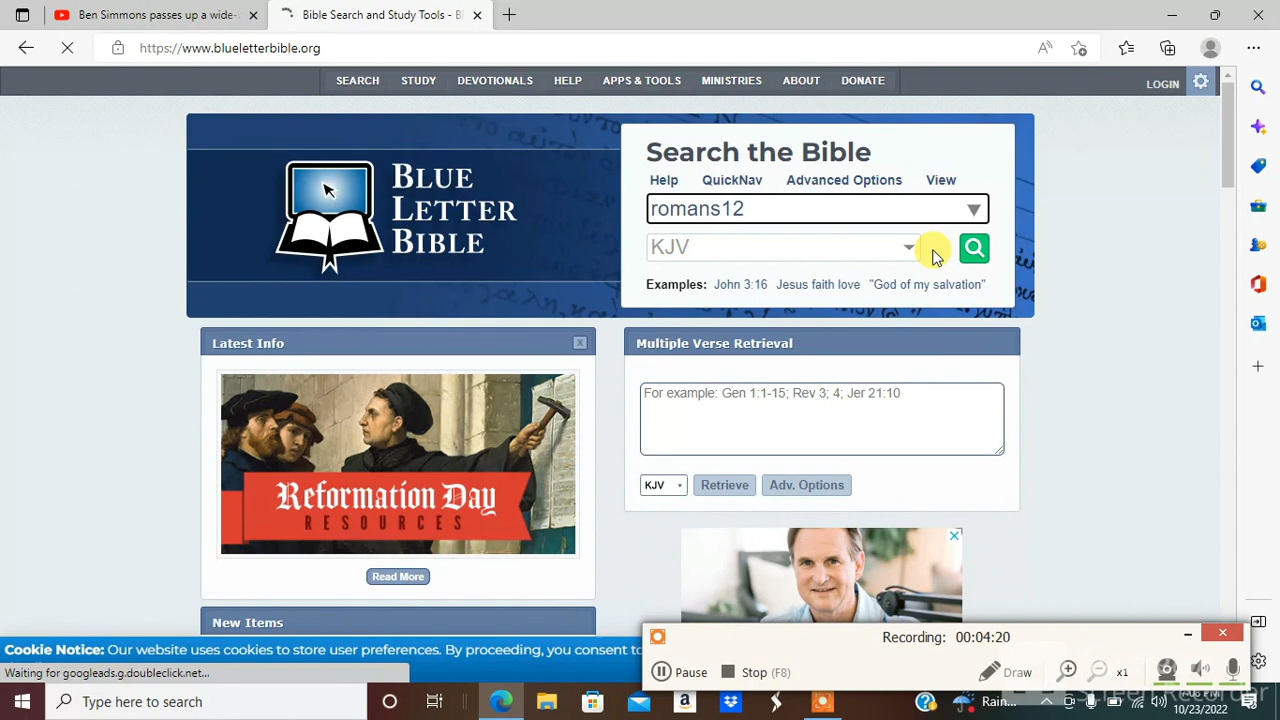 Ben Simmons passes up a wide-
Bible Search and Study Tools - B
https://www.blueletterbible.org
SEARCH STUDY DEVOTIONALS HELP APPS & TOOLS MINISTRIES ABOUT DONATE
LOGIN
BLUE
LETTER
BIBLE
Search the Bible
Help QuickNav Advanced Options View
romans12
KJV
Examples: John 3:16 Jesus faith love "God of my salvation"
Latest Info
X
Reformation Day
RESOURCES
Read More
New Items
Multiple Verse Retrieval
For example: Gen 1:1-15; Rev 3; 4; Jer 21:10
KJV Retrieve Adv. Options
Cookie Notice: Our website uses cookies to store user preferences. By proceeding, you consent to
Waiting for googleads.g.doubleclick.net...
Recording: 00:04:20
Pause Stop (F8) Draw x1
Screen Recorder
Type here to search
Rain...
10/23/2022